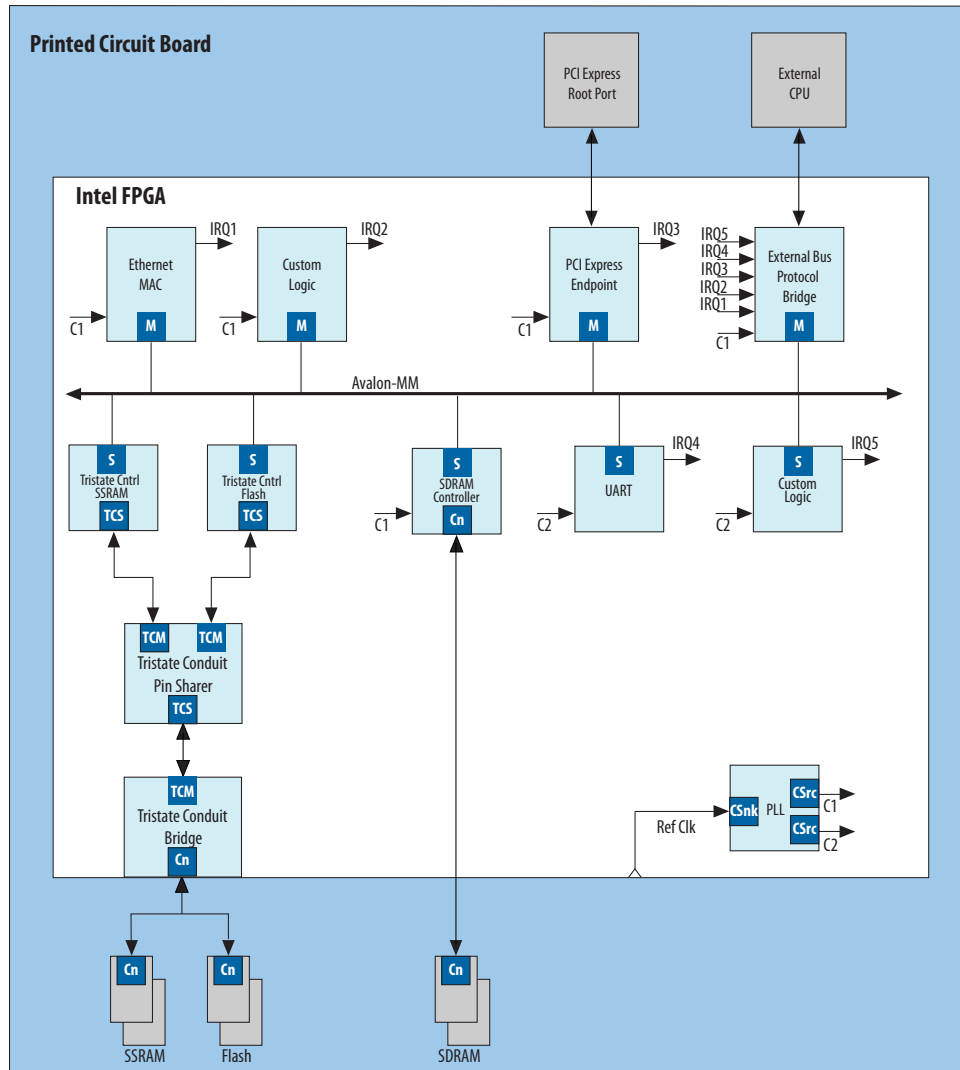 Printed Circuit Board
PCI Express
Root Port
External
CPU
Intel FPGA
IRQ1
IRQ2
IRQ3
IRQ5
IRQ4
IRQ3
IRQ2
IRQ1
Ethernet
MAC
Custom
Logic
PCI Express
Endpoint
External Bus
Protocol
Bridge
C1
C1
C1
C1
M
M
M
M
Avalon-MM
S
Tristate Cntrl
SSRAM
TCS
S
Tristate Cntrl
Flash
TCS
S
SDRAM
Controller
Cn
C1
S
UART
IRQ4
C2
S
Custom
Logic
IRQ5
C2
TCM
TCM
Tristate Conduit
Pin Sharer
TCS
TCM
Tristate Conduit
Bridge
Cn
Ref Clk
CSnk
PLL
CSrc
C1
CSrc
C2
Cn
Cn
Cn
SSRAM
Flash
SDRAM